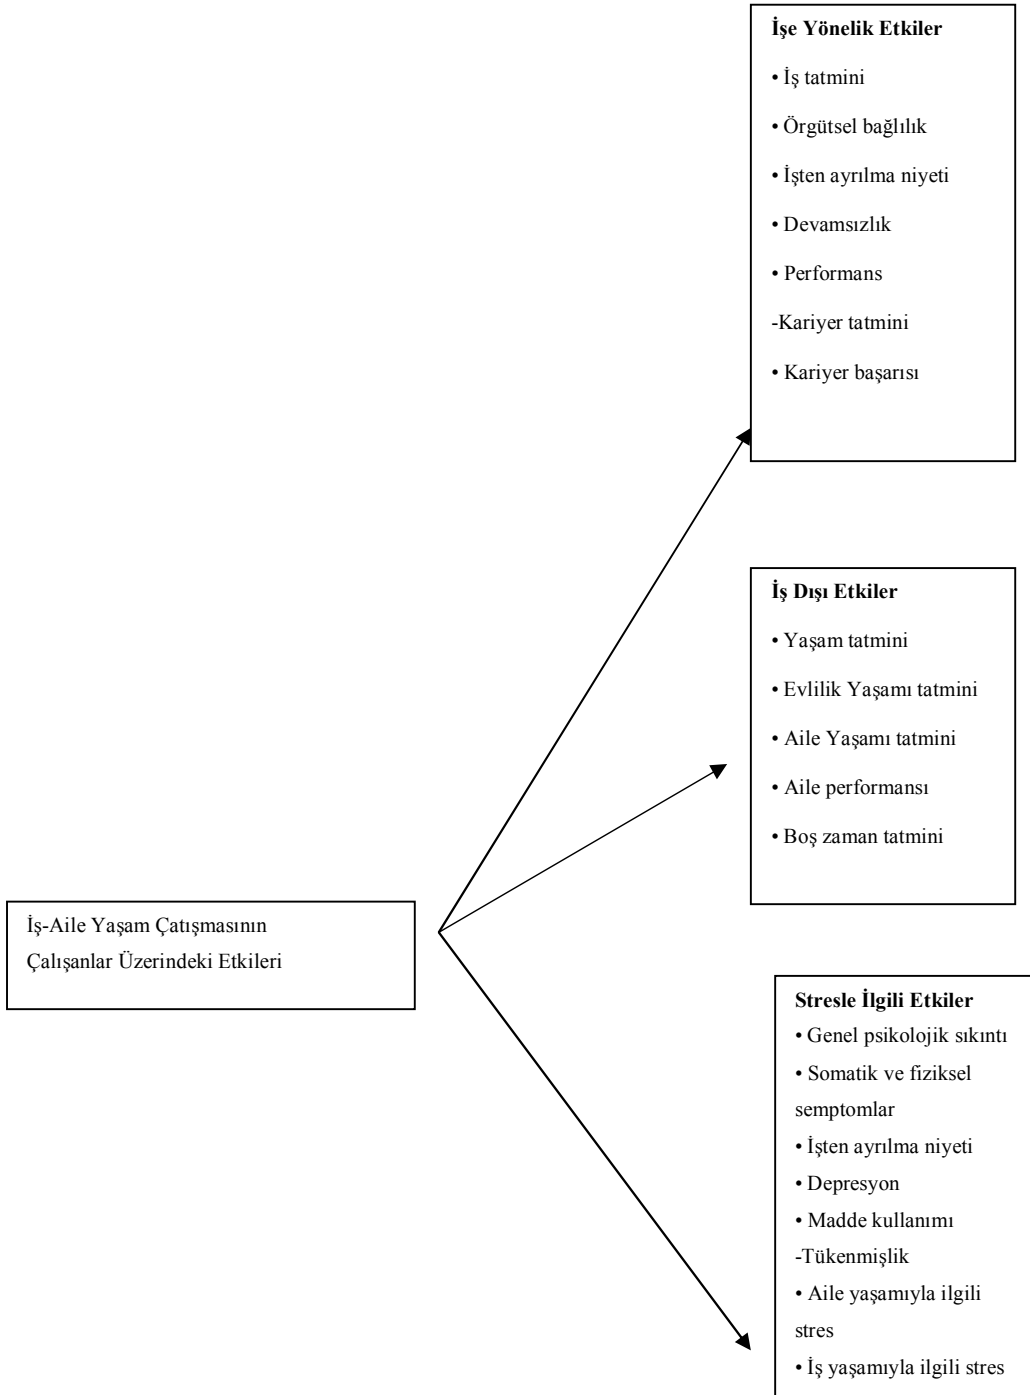 İşe Yönelik Etkiler
• İş tatmini
• Örgütsel bağlılık
• İşten ayrılma niyeti
• Devamsızlık
• Performans
-Kariyer tatmini
• Kariyer başarısı
İş Dışı Etkiler
• Yaşam tatmini
• Evlilik Yaşamı tatmini
• Aile Yaşamı tatmini
• Aile performansı
• Boş zaman tatmini
İş-Aile Yaşam Çatışmasının
Çalışanlar Üzerindeki Etkileri
Stresle İlgili Etkiler
• Genel psikolojik sıkıntı
• Somatik ve fiziksel
semptomlar
• İşten ayrılma niyeti
• Depresyon
• Madde kullanımı
-Tükenmişlik
• Aile yaşamıyla ilgili
stres
• İş yaşamıyla ilgili stres